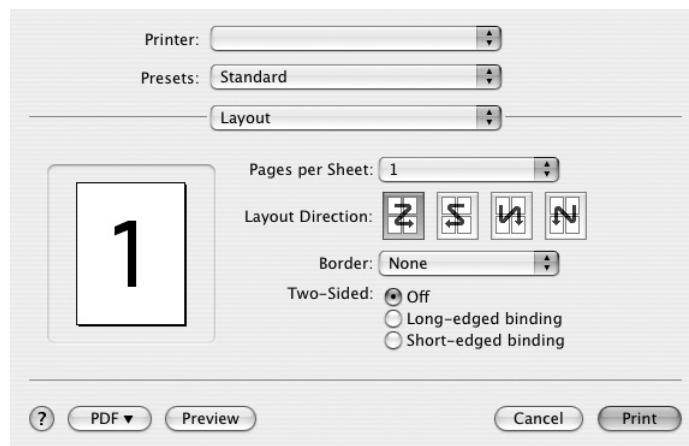 Printer:
Presets: Standard
Layout
Pages per Sheet: 1
1
Layout Direction:
Border: None
Two-Sided: Off
Long-edged binding
Short-edged binding
? PDF▼ Preview Cancel Print